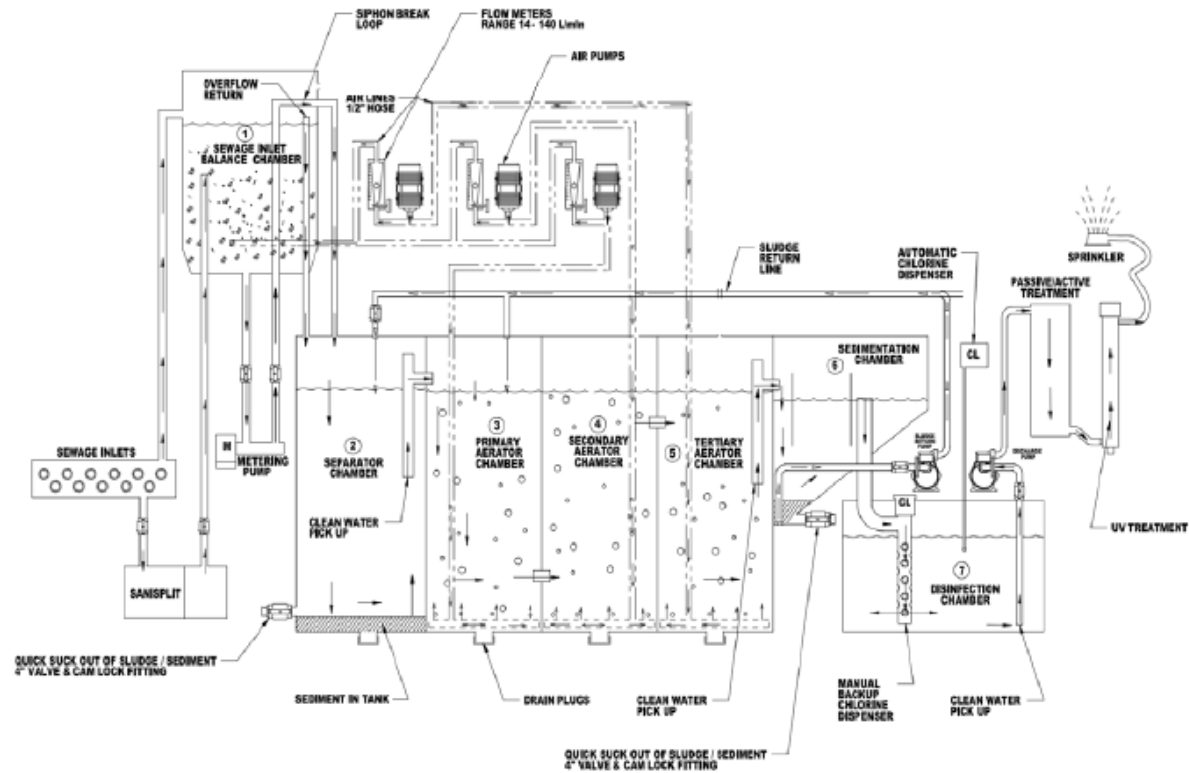 SIPHON BREAK
LOOP
FLOW METERS
RANGE 14 - 140 L/min
AIR PUMPS
OVERFLOW
RETURN
AIR LINES
1/2" HOSE
1
SEWAGE INLET
BALANCE CHAMBER
SLUDGE
RETURN
LINE
AUTOMATIC
CHLORINE
DISPENSER
SPRINKLER
PASSIVE/ACTIVE
TREATMENT
CL
6
SEDIMENTATION
CHAMBER
SEWAGE INLETS
M
METERING
PUMP
2
SEPARATOR
CHAMBER
3
PRIMARY
AERATOR
CHAMBER
4
SECONDARY
AERATOR
CHAMBER
5
TERTIARY
AERATOR
CHAMBER
SLUDGE
RETURN
PUMP
DISCHARGE
PUMP
CLEAN WATER
PICK UP
CL
UV TREATMENT
SANISPLIT
7
DISINFECTION
CHAMBER
QUICK SUCK OUT OF SLUDGE / SEDIMENT
4" VALVE & CAM LOCK FITTING
SEDIMENT IN TANK
DRAIN PLUGS
CLEAN WATER
PICK UP
MANUAL
BACKUP
CHLORINE
DISPENSER
CLEAN WATER
PICK UP
QUICK SUCK OUT OF SLUDGE / SEDIMENT
4" VALVE & CAM LOCK FITTING